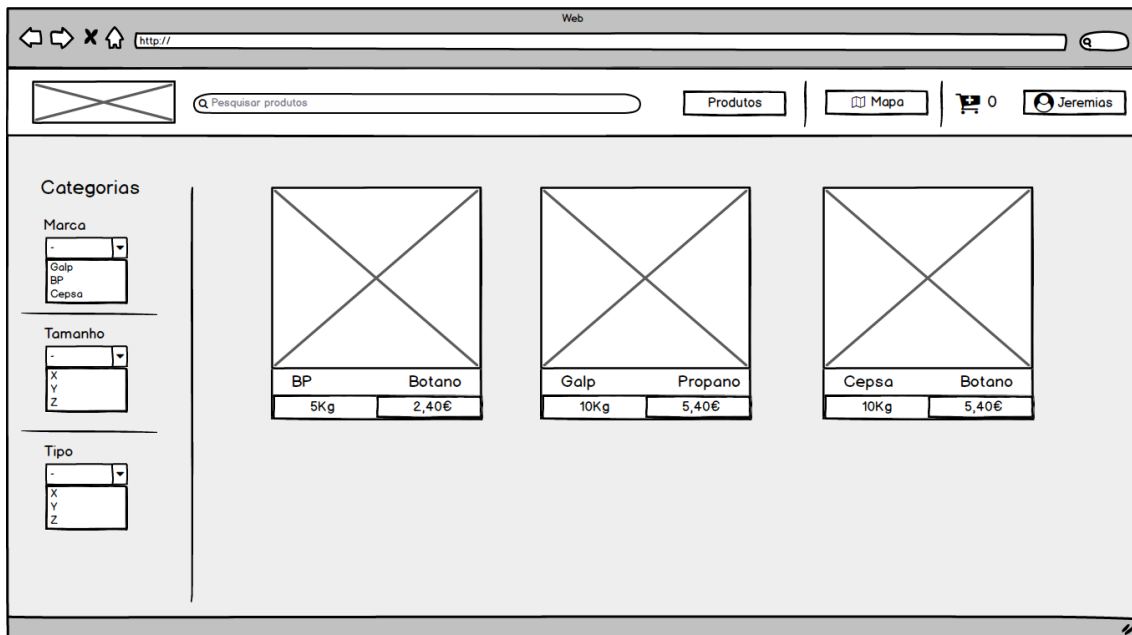 Web
http://
Pesquisar produtos
Produtos
Mapa
0
Jeremias
Categorias
Marca
-
Galp
BP
Cepsa
Tamanho
-
X
Y
Z
Tipo
-
X
Y
Z
BP Botano
5Kg 2,40€
Galp Propano
10Kg 5,40€
Cepsa Botano
10Kg 5,40€